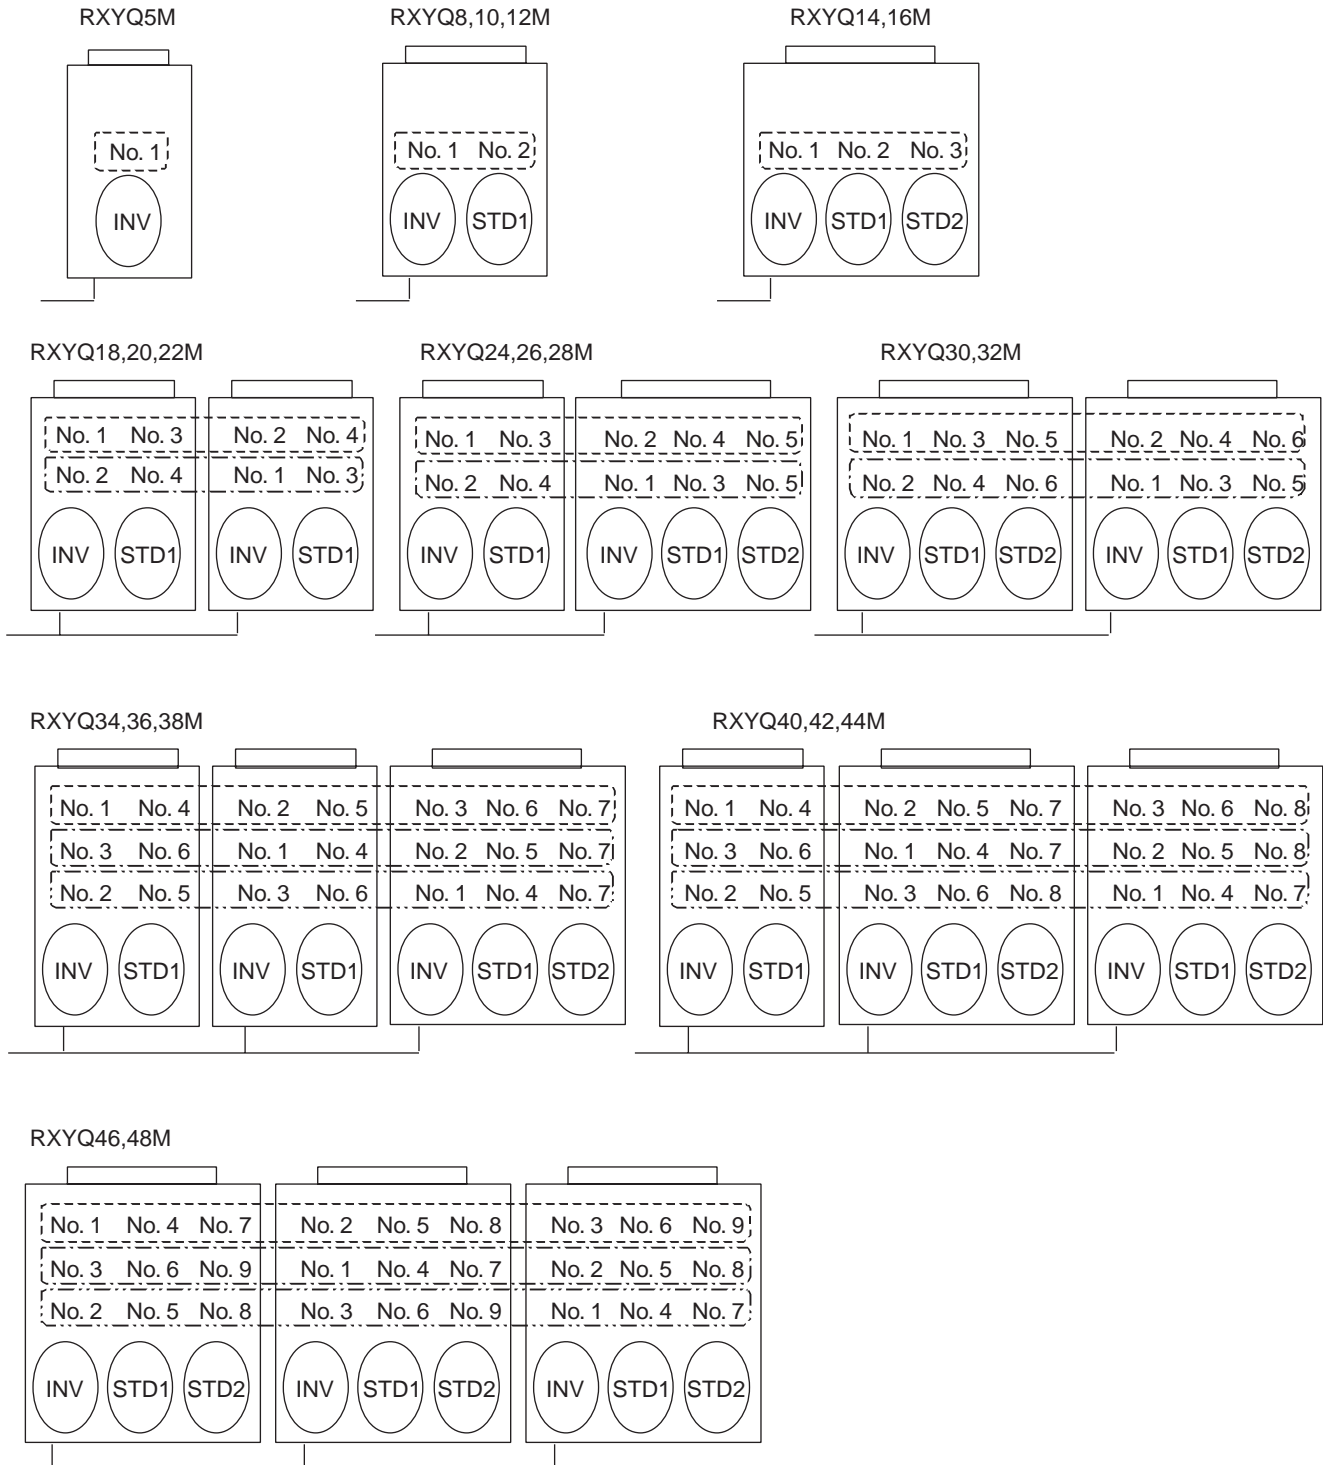 RXYQ5M RXYQ8,10,12M RXYQ14,16M
No. 1 No. 1 No. 2 No. 1 No. 2 No. 3
INV INV STD1 INV STD1 STD2
RXYQ18,20,22M RXYQ24,26,28M RXYQ30,32M
No. 1 No. 3 No. 2 No. 4 No. 1 No. 3 No. 2 No. 4 No. 5 No. 1 No. 3 No. 5 No. 2 No. 4 No. 6
No. 2 No. 4 No. 1 No. 3 No. 2 No. 4 No. 1 No. 3 No. 5 No. 2 No. 4 No. 6 No. 1 No. 3 No. 5
INV STD1 INV STD1 INV STD1 INV STD1 STD2 INV STD1 STD2 INV STD1 STD2
RXYQ34,36,38M RXYQ40,42,44M
No. 1 No. 4 No. 2 No. 5 No. 3 No. 6 No. 7 No. 1 No. 4 No. 2 No. 5 No. 7 No. 3 No. 6 No. 8
No. 3 No. 6 No. 1 No. 4 No. 2 No. 5 No. 7 No. 3 No. 6 No. 1 No. 4 No. 7 No. 2 No. 5 No. 8
No. 2 No. 5 No. 3 No. 6 No. 1 No. 4 No. 7 No. 2 No. 5 No. 3 No. 6 No. 8 No. 1 No. 4 No. 7
INV STD1 INV STD1 INV STD1 STD2 INV STD1 INV STD1 STD2 INV STD1 STD2
RXYQ46,48M
No. 1 No. 4 No. 7 No. 2 No. 5 No. 8 No. 3 No. 6 No. 9
No. 3 No. 6 No. 9 No. 1 No. 4 No. 7 No. 2 No. 5 No. 8
No. 2 No. 5 No. 8 No. 3 No. 6 No. 9 No. 1 No. 4 No. 7
INV STD1 STD2 INV STD1 STD2 INV STD1 STD2